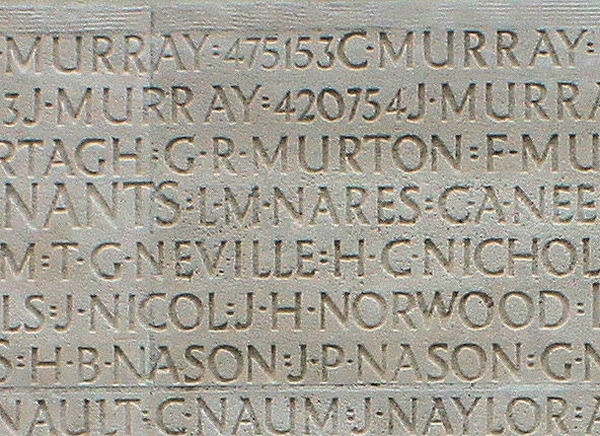 ·MURRAY:475153 C·MURRAY:
3 J·MURRAY:420754 J·MURRA
RTAGH:G·R·MURTON:F·MU
NANTS:L·M·NARES:C·A·NEE
M:T·G·NEVILLE:H·C·NICHOL
LS:J·NICOL:J·H·NORWOOD:
S:H·B·NASON:J·P·NASON:G·N
NAULT:C·NAUM:J·NAYLOR:A